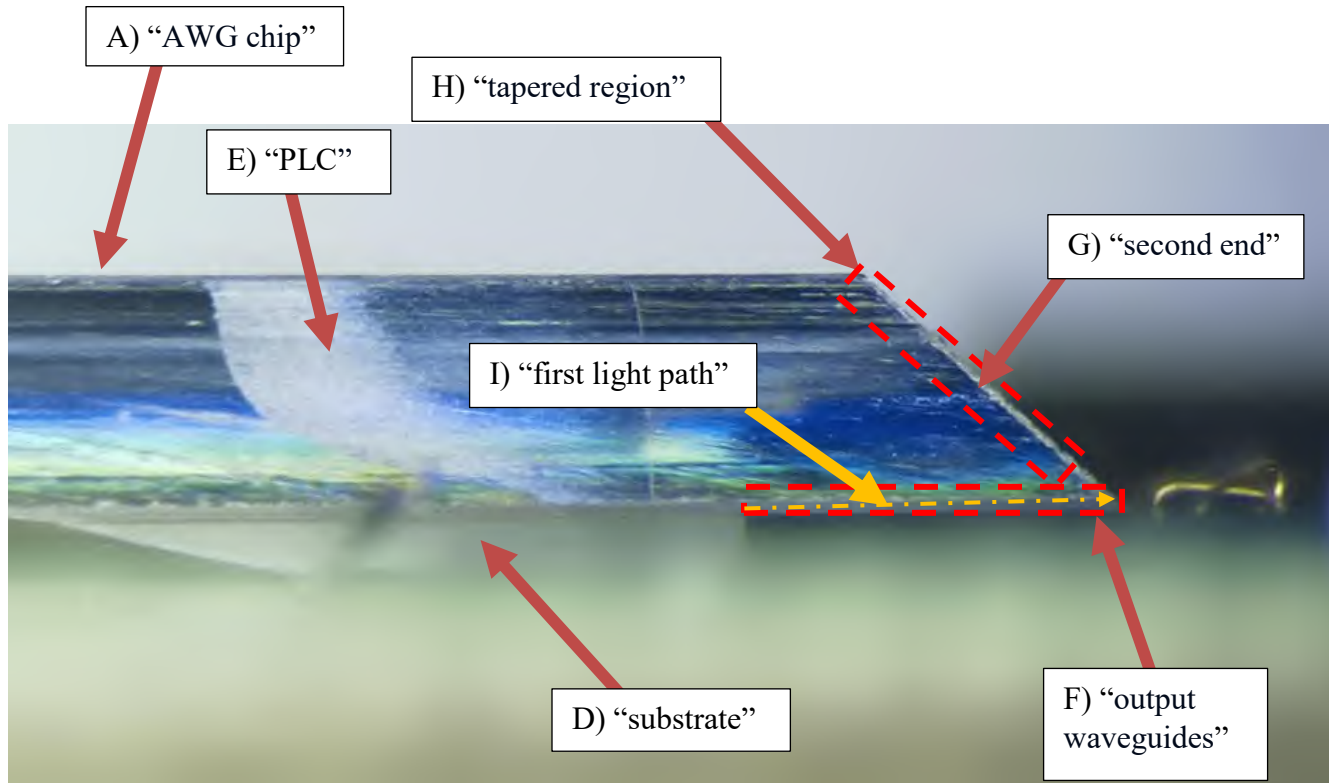 A) “AWG chip”
H) “tapered region”
E) “PLC”
G) “second end”
I) “first light path”
D) “substrate”
F) “output
waveguides”